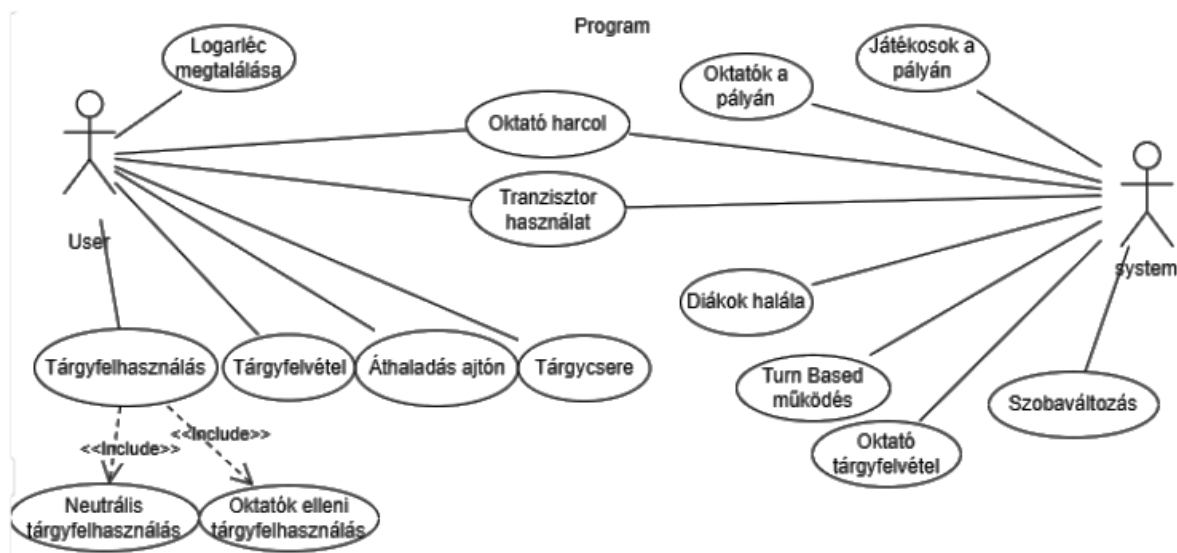 Program
Logarléc
megtalálása
Oktatók a
pályán
Játékosok a
pályán
Oktató harcol
Tranzisztor
használat
User
system
Diákok halála
Tárgyfelhasználás
Tárgyfelvétel
Áthaladás ajtón
Tárgycsere
Turn Based
működés
Szobaváltozás
Oktató
tárgyfelvétel
<<Include>>
<<Include>>
Neutrális
tárgyfelhasználás
Oktatók elleni
tárgyfelhasználás